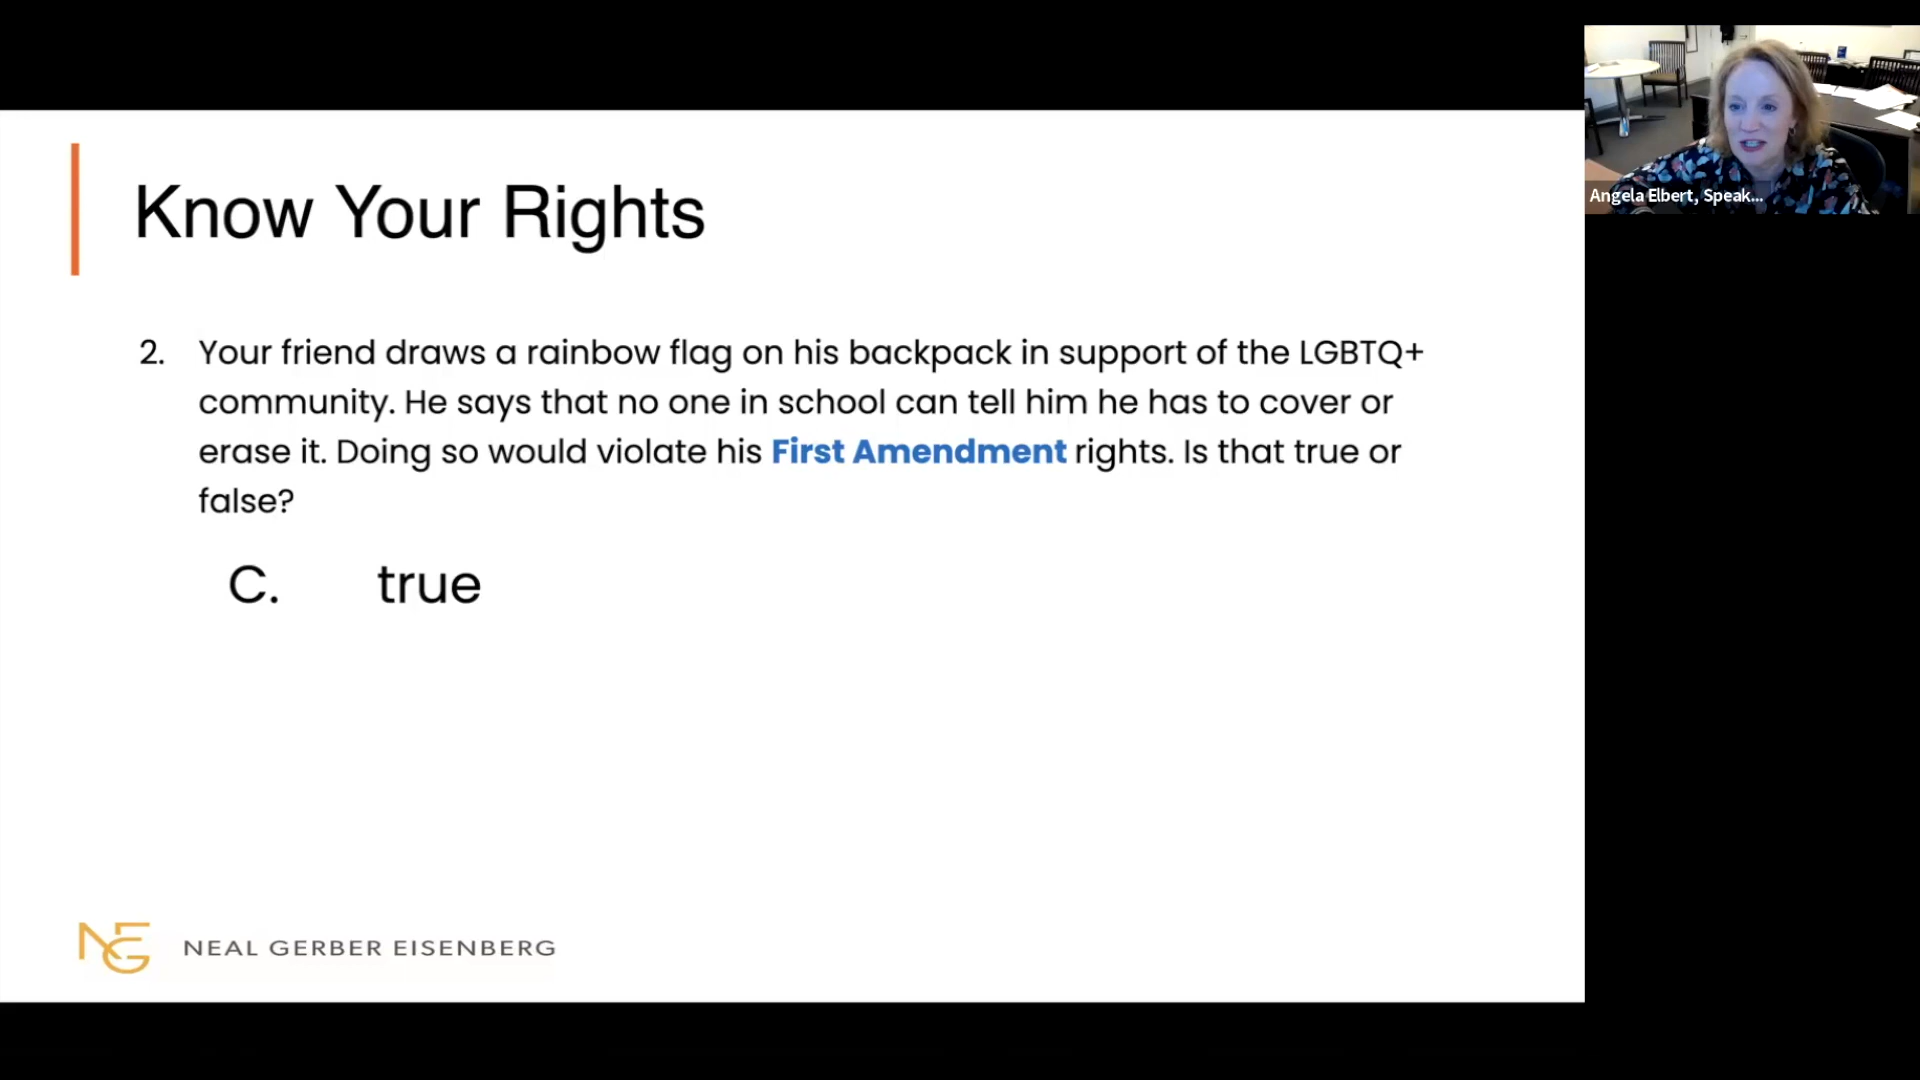 Angela Elbert, Speak...
Know Your Rights
2. Your friend draws a rainbow flag on his backpack in support of the LGBTQ+
community. He says that no one in school can tell him he has to cover or
erase it. Doing so would violate his First Amendment rights. Is that true or
false?
C. true
NGE NEAL GERBER EISENBERG